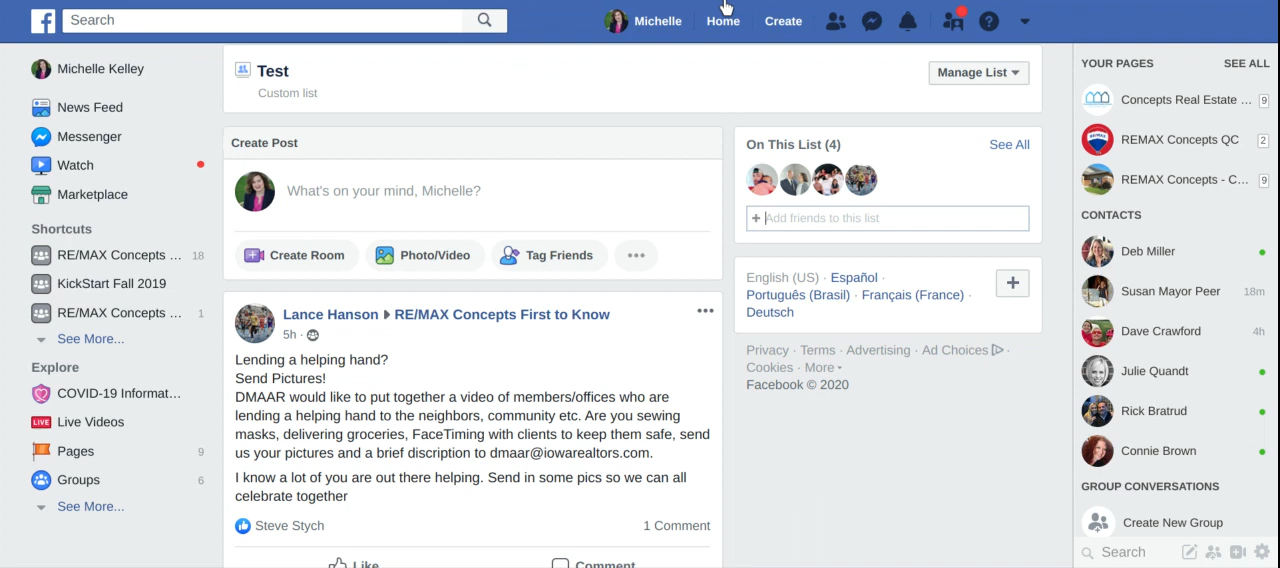 Search
Michelle
Home
Create
Michelle Kelley
News Feed
Messenger
Watch
Marketplace
Shortcuts
RE/MAX Concepts ... 18
KickStart Fall 2019
RE/MAX Concepts ... 1
See More...
Explore
COVID-19 Informat...
LIVE Live Videos
Pages 9
Groups 6
See More...
Test
Custom list
Manage List
Create Post
What's on your mind, Michelle?
Create Room
Photo/Video
Tag Friends
Lance Hanson RE/MAX Concepts First to Know
5h ·
Lending a helping hand?
Send Pictures!
DMAAR would like to put together a video of members/offices who are
lending a helping hand to the neighbors, community etc. Are you sewing
masks, delivering groceries, FaceTiming with clients to keep them safe, send
us your pictures and a brief discription to dmaar@iowarealtors.com.
I know a lot of you are out there helping. Send in some pics so we can all
celebrate together
Steve Stych
1 Comment
Like
Comment
On This List (4)
See All
+ Add friends to this list
English (US) · Español ·
Português (Brasil) · Français (France) ·
Deutsch
Privacy · Terms · Advertising · Ad Choices ·
Cookies · More
Facebook © 2020
YOUR PAGES
SEE ALL
Concepts Real Estate ... 9
REMAX Concepts QC 2
REMAX Concepts - C... 9
CONTACTS
Deb Miller
Susan Mayor Peer 18m
Dave Crawford 4h
Julie Quandt
Rick Bratrud
Connie Brown
GROUP CONVERSATIONS
Create New Group
Search